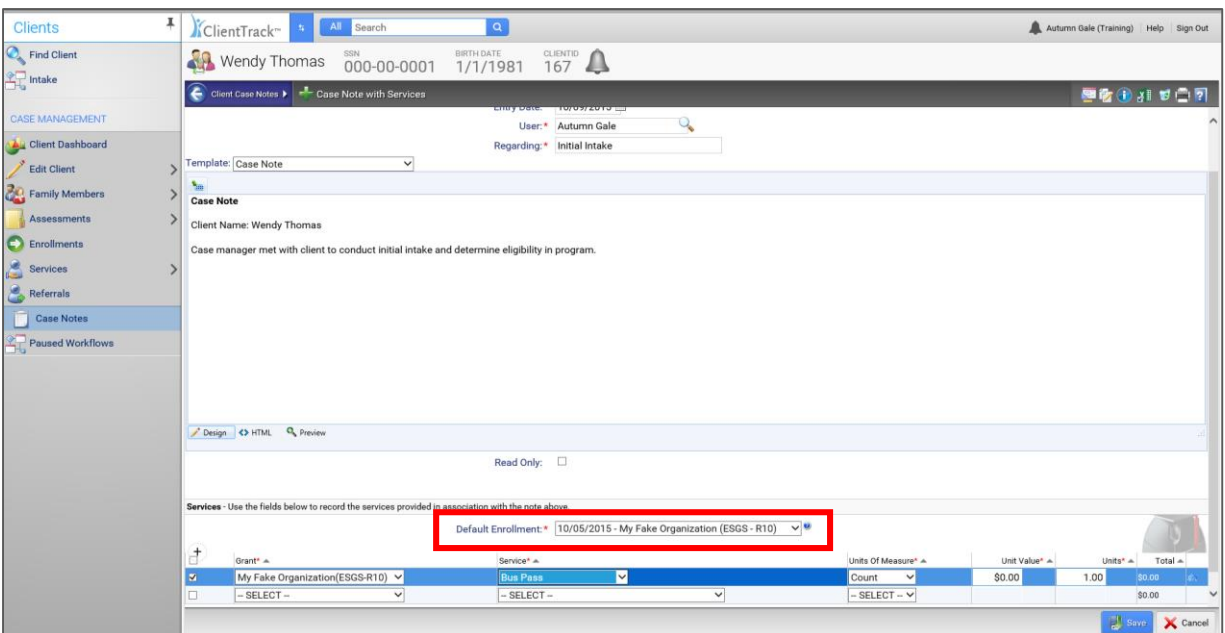 Clients
ClientTrack™
All
Search
Autumn Gale (Training) Help Sign Out
Find Client
Intake
CASE MANAGEMENT
Client Dashboard
Edit Client
Family Members
Assessments
Enrollments
Services
Referrals
Case Notes
Paused Workflows
Wendy Thomas
SSN
000-00-0001
BIRTH DATE
1/1/1981
CLIENTID
167
Client Case Notes
Case Note with Services
Entry Date: 10/09/2015
User:* Autumn Gale
Regarding:* Initial Intake
Template: Case Note
Case Note
Client Name: Wendy Thomas
Case manager met with client to conduct initial intake and determine eligibility in program.
Design HTML Preview
Read Only:
Services - Use the fields below to record the services provided in association with the note above.
Default Enrollment:* 10/05/2015 - My Fake Organization (ESGS - R10)
Grant* Service* Units Of Measure* Unit Value* Units* Total
My Fake Organization(ESGS-R10) Bus Pass Count $0.00 1.00 $0.00
-- SELECT -- -- SELECT -- -- SELECT -- $0.00
Save Cancel